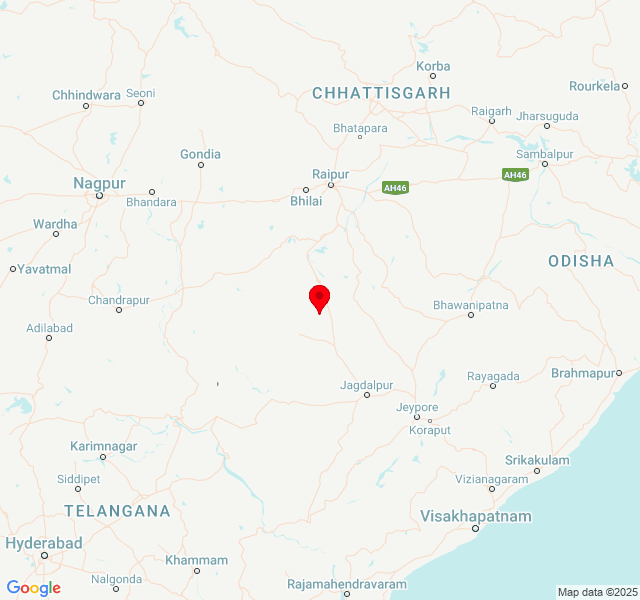 Korba
Chhindwara
Seoni
CHHATTISGARH
Rourkela
Raigarh
Jharsuguda
Bhatapara
Gondia
Sambalpur
Raipur
AH46
AH46
Nagpur
Bhilai
Bhandara
Wardha
ODISHA
Yavatmal
Chandrapur
Bhawanipatna
Adilabad
Brahmapur
Rayagada
Jagdalpur
Jeypore
Koraput
Karimnagar
Srikakulam
Siddipet
Vizianagaram
TELANGANA
Visakhapatnam
Hyderabad
Khammam
Nalgonda
Rajamahendravaram
Google
Map data ©2025